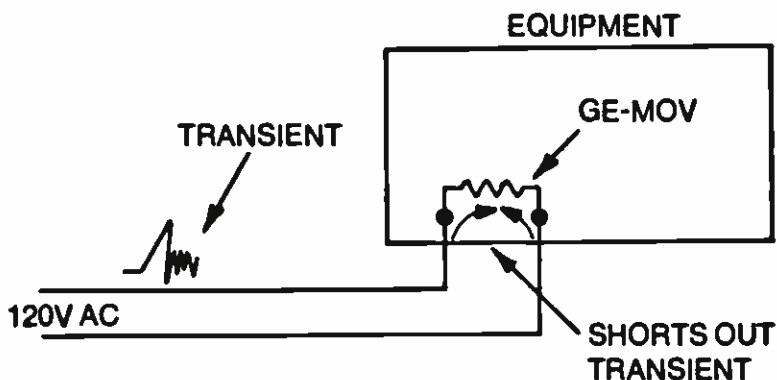 EQUIPMENT
GE-MOV
TRANSIENT
120V AC
SHORTS OUT
TRANSIENT